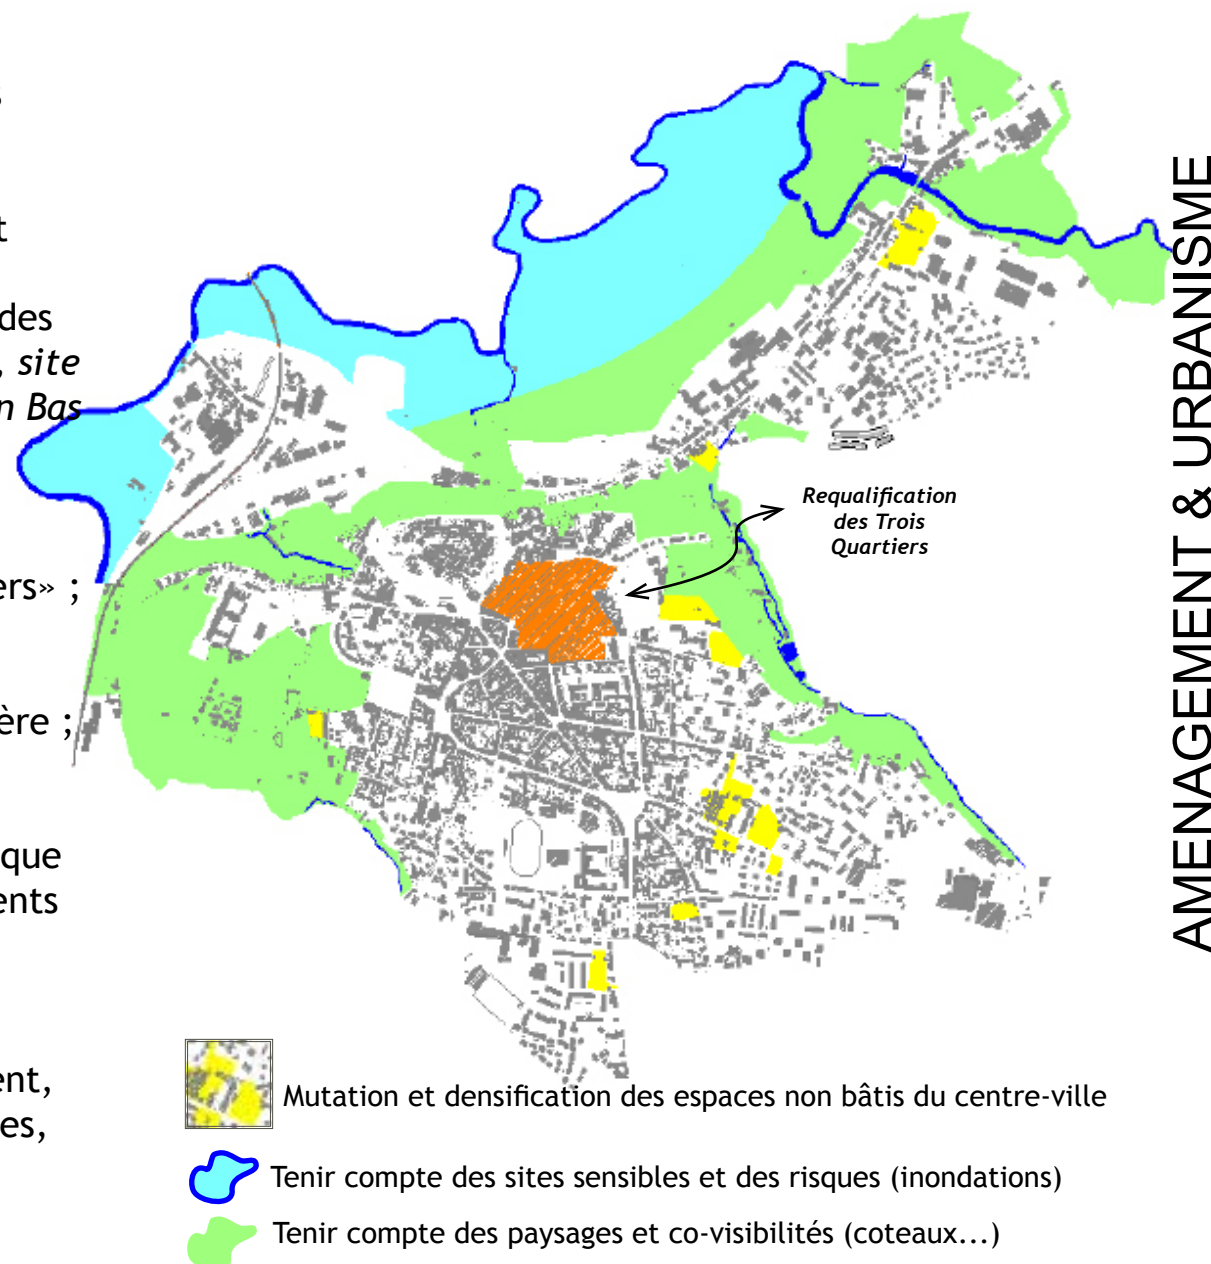 t
des
, site
n Bas
ers» ;
ère ;
que
ents
ent,
es,
Requalification
des Trois
Quartiers
AMENAGEMENT & URBANISME
Mutation et densification des espaces non bâtis du centre-ville
Tenir compte des sites sensibles et des risques (inondations)
Tenir compte des paysages et co-visibilités (coteaux...)